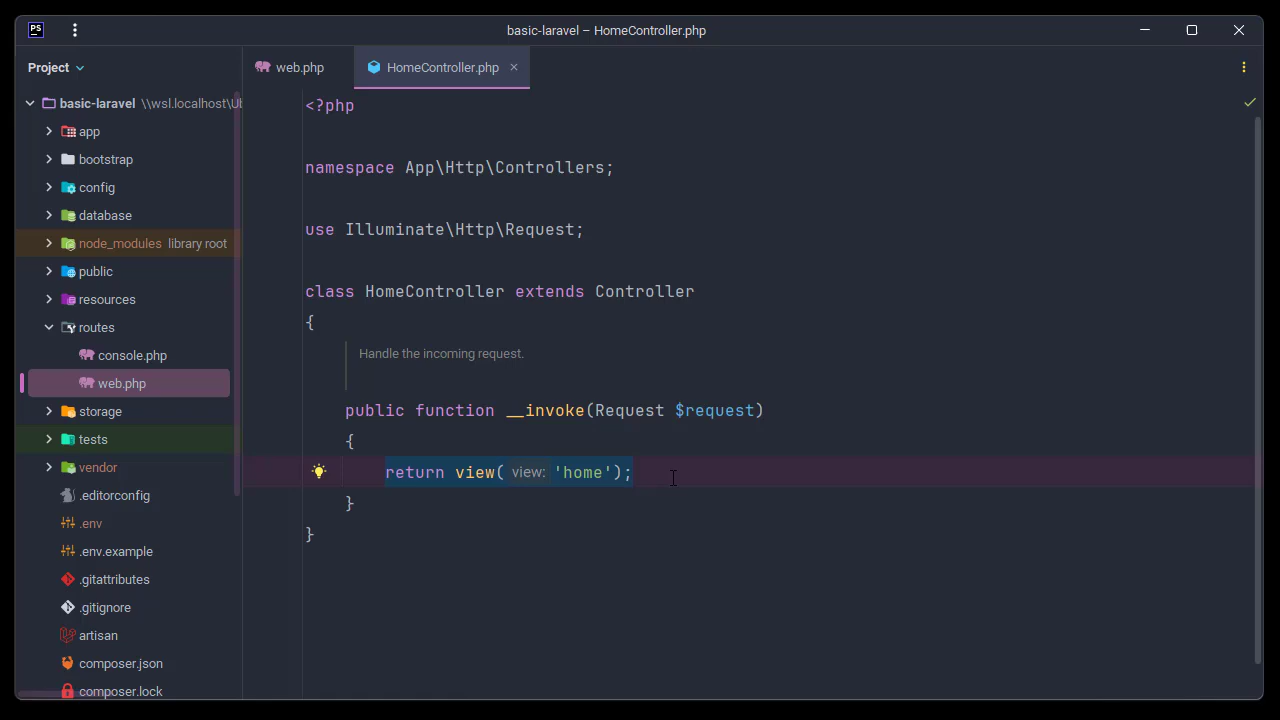 PS
basic-laravel – HomeController.php
Project
web.php
HomeController.php
basic-laravel \\wsl.localhost\Ub
app
bootstrap
config
database
node_modules library root
public
resources
routes
console.php
web.php
storage
tests
vendor
.editorconfig
.env
.env.example
.gitattributes
.gitignore
artisan
composer.json
composer.lock
<?php
namespace App\Http\Controllers;
use Illuminate\Http\Request;
class HomeController extends Controller
{
Handle the incoming request.
public function __invoke(Request $request)
{
return view( view: 'home');
}
}